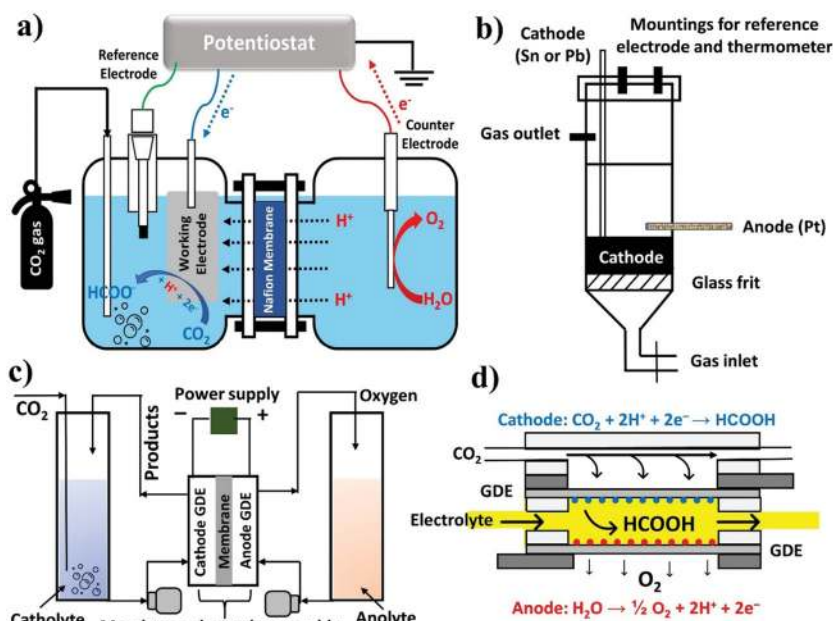 a)
Potentiostat
Reference
Electrode
e-
e-
Counter
Electrode
CO2 gas
Working
Electrode
Nafion Membrane
H+
H+
O2
H2O
HCOO-
+ H+ + 2e-
CO2
b)
Cathode
(Sn or Pb)
Mountings for reference
electrode and thermometer
Gas outlet
Anode (Pt)
Cathode
Glass frit
Gas inlet
c)
CO2
Products
Power supply
− +
Oxygen
Cathode GDE
Membrane
Anode GDE
Catholyte
Anolyte
d)
Cathode: CO2 + 2H+ + 2e− → HCOOH
CO2
GDE
Electrolyte
HCOOH
GDE
O2
Anode: H2O → ½ O2 + 2H+ + 2e−